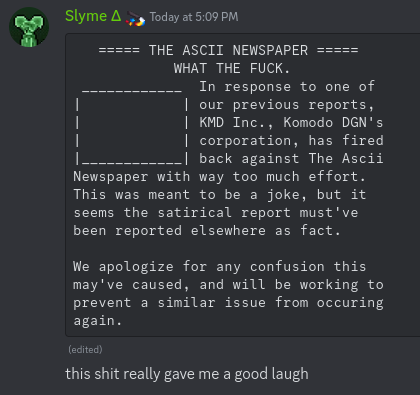 Slyme Δ Today at 5:09 PM
===== THE ASCII NEWSPAPER =====
WHAT THE FUCK.
____________ In response to one of
| | our previous reports,
| | KMD Inc., Komodo DGN's
| | corporation, has fired
|____________| back against The Ascii
Newspaper with way too much effort.
This was meant to be a joke, but it
seems the satirical report must've
been reported elsewhere as fact.
We apologize for any confusion this
may've caused, and will be working to
prevent a similar issue from occuring
again.
(edited)
this shit really gave me a good laugh